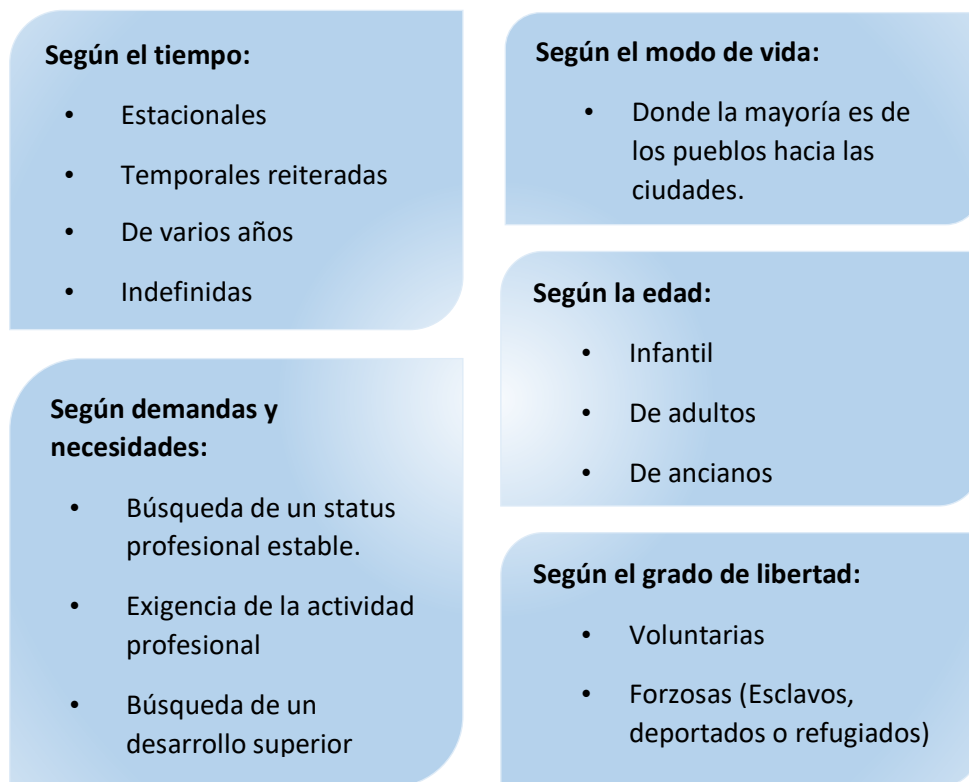 Según el tiempo:
• Estacionales
• Temporales reiteradas
• De varios años
• Indefinidas
Según el modo de vida:
• Donde la mayoría es de
los pueblos hacia las
ciudades.
Según la edad:
• Infantil
• De adultos
• De ancianos
Según demandas y
necesidades:
• Búsqueda de un status
profesional estable.
• Exigencia de la actividad
profesional
• Búsqueda de un
desarrollo superior
Según el grado de libertad:
• Voluntarias
• Forzosas (Esclavos,
deportados o refugiados)